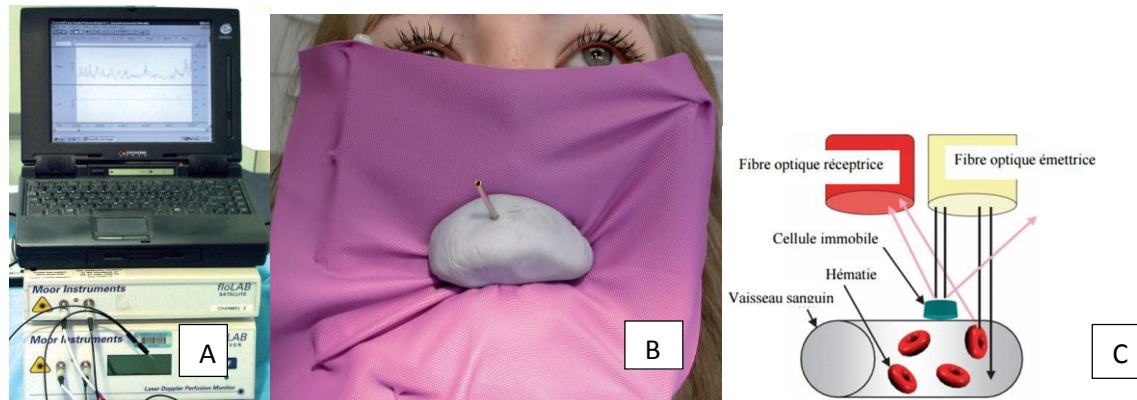 Moor Instruments
floLAB
SATELLITE
CHANNEL 2
A
Moor Instruments
Laser Doppler Perfusion Monitor
B
Fibre optique réceptrice
Fibre optique émettrice
Cellule immobile
Hématie
Vaisseau sanguin
C